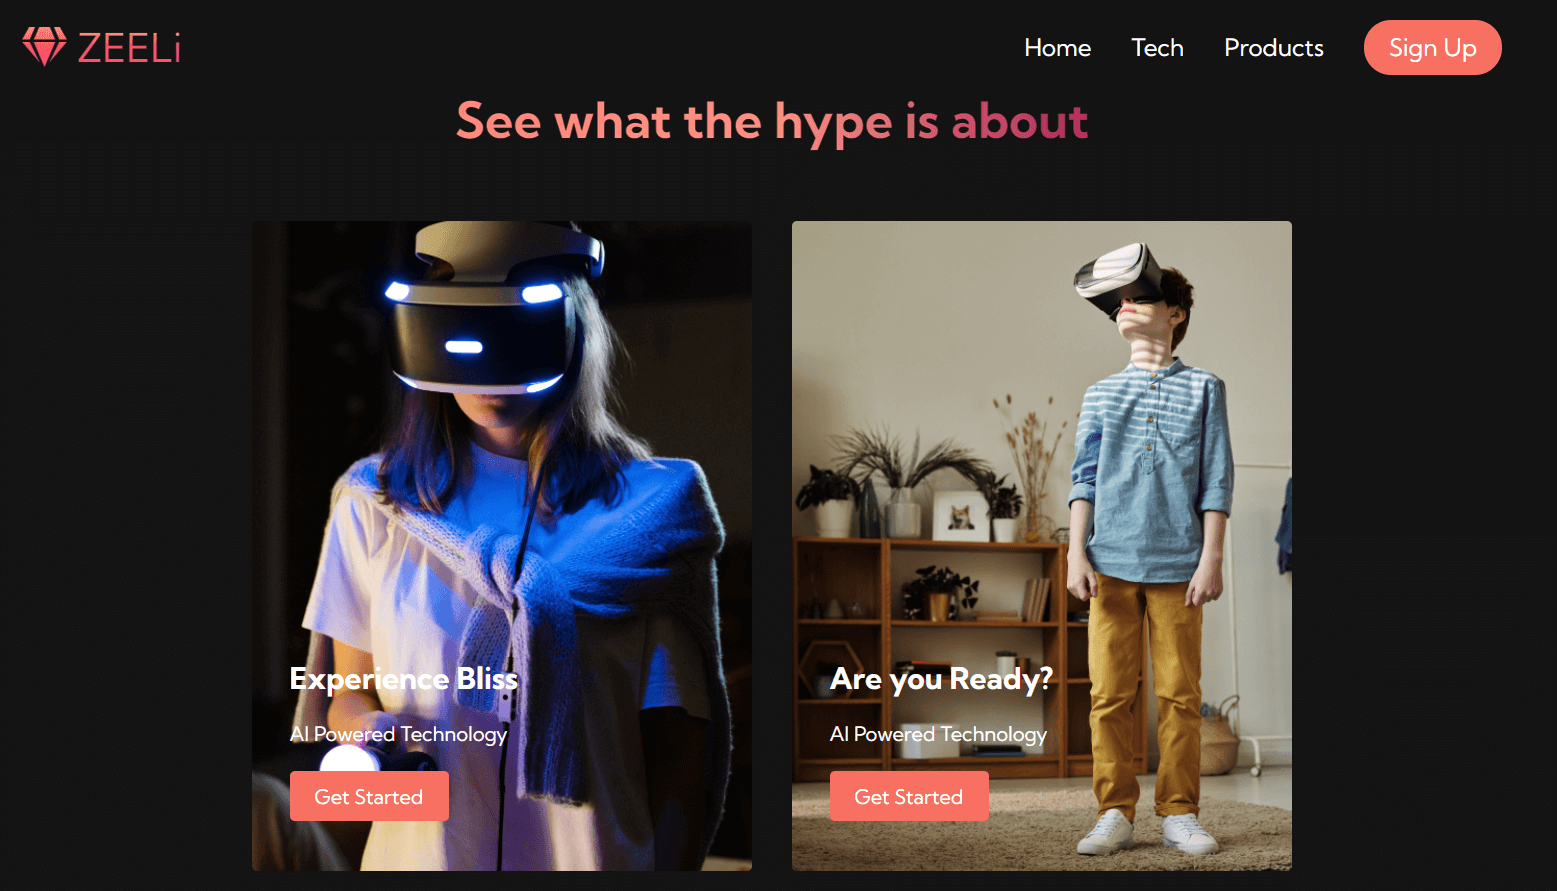 ZEELi
Home Tech Products Sign Up
See what the hype is about
Experience Bliss
AI Powered Technology
Get Started
Are you Ready?
AI Powered Technology
Get Started